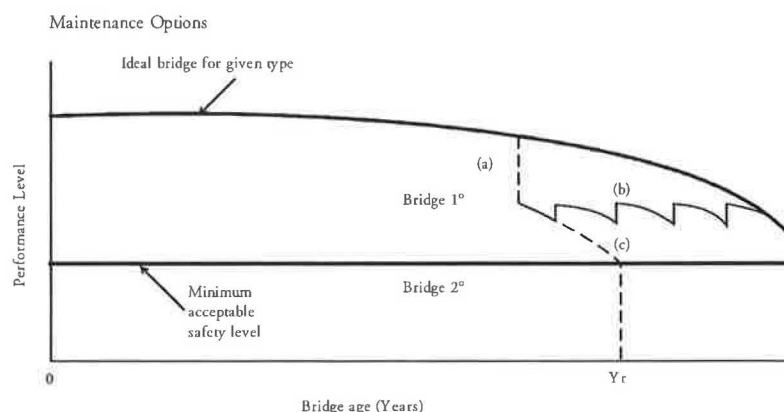 Maintenance Options
Ideal bridge for given type
Performance Level
(a)
(b)
Bridge 1°
(c)
Bridge 2°
Minimum
acceptable
safety level
0
Yr
Bridge age (Years)